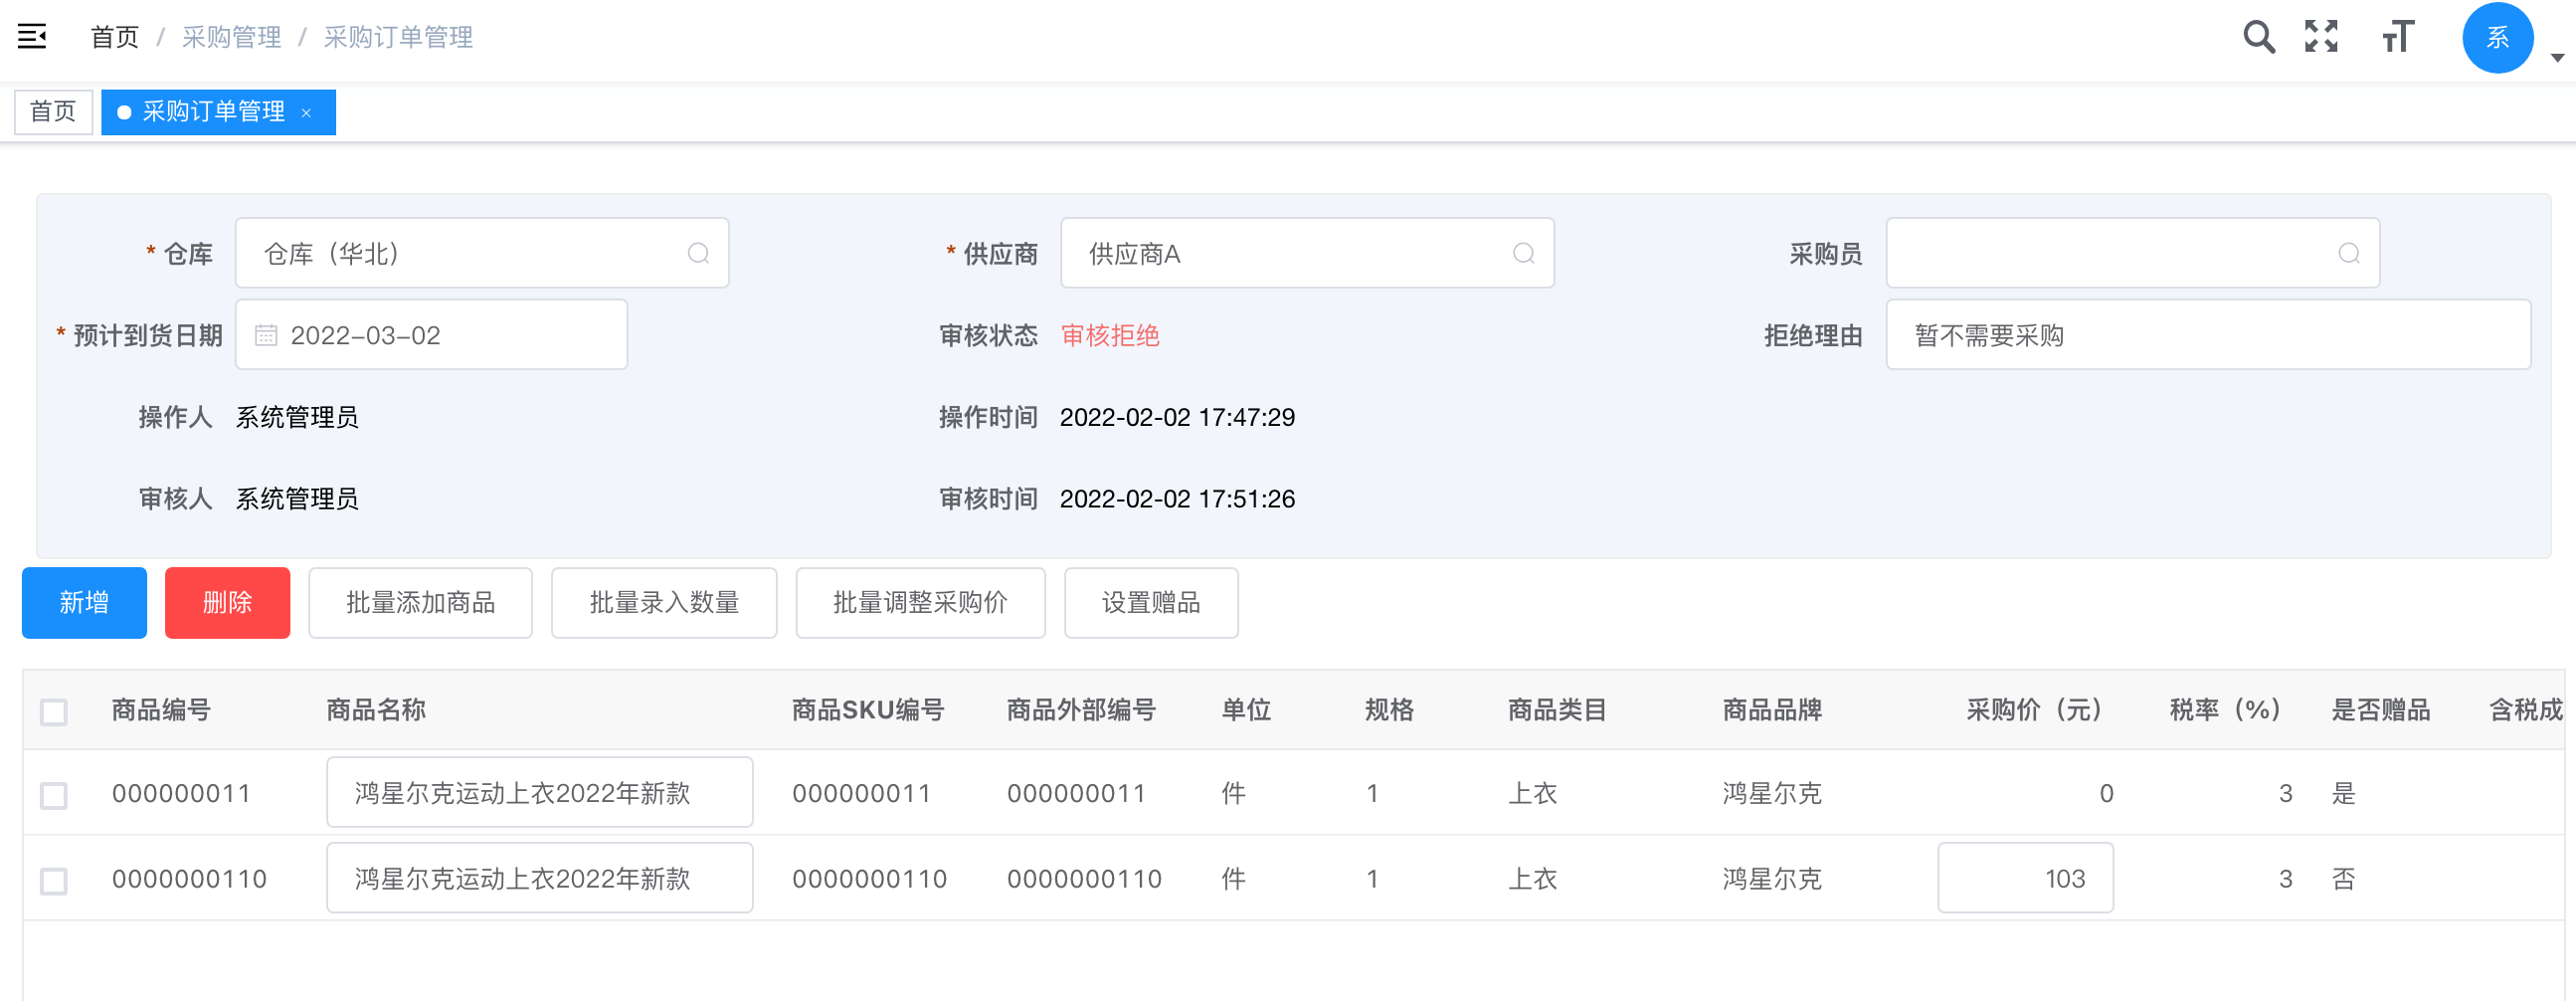 首页 / 采购管理 / 采购订单管理
系
首页
采购订单管理 ×
* 仓库 仓库（华北） * 供应商 供应商A 采购员
* 预计到货日期 2022-03-02 审核状态 审核拒绝 拒绝理由 暂不需要采购
操作人 系统管理员 操作时间 2022-02-02 17:47:29
审核人 系统管理员 审核时间 2022-02-02 17:51:26
新增 删除 批量添加商品 批量录入数量 批量调整采购价 设置赠品
商品编号 商品名称 商品SKU编号 商品外部编号 单位 规格 商品类目 商品品牌 采购价（元） 税率（%） 是否赠品 含税成
000000011 鸿星尔克运动上衣2022年新款 000000011 000000011 件 1 上衣 鸿星尔克 0 3 是
0000000110 鸿星尔克运动上衣2022年新款 0000000110 0000000110 件 1 上衣 鸿星尔克 103 3 否